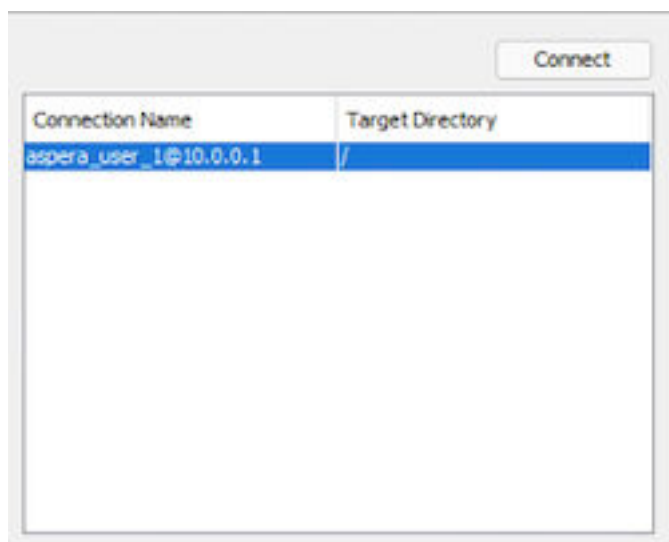 Connect
Connection Name Target Directory
aspera_user_1@10.0.0.1 /